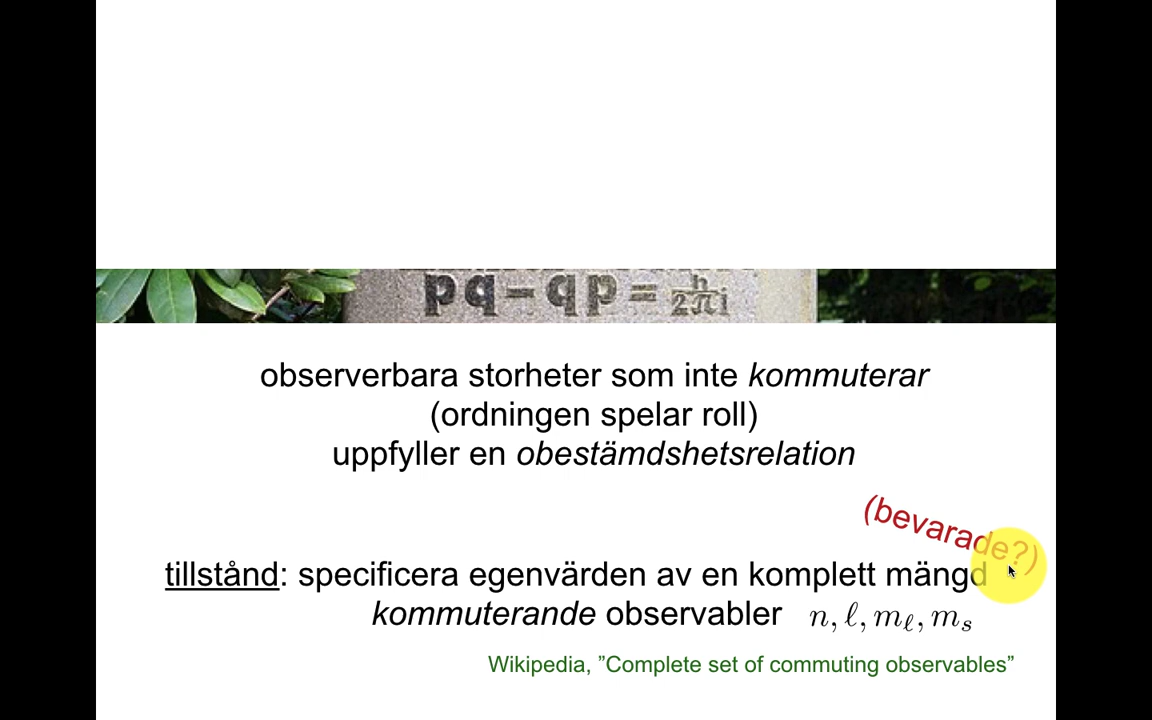 pq-qp=h/2πi
observerbara storheter som inte kommuterar
(ordningen spelar roll)
uppfyller en obestämdshetsrelation
(bevarade?)
tillstånd: specificera egenvärden av en komplett mängd
kommuterande observabler n, ℓ, m_ℓ, m_s
Wikipedia, ”Complete set of commuting observables”